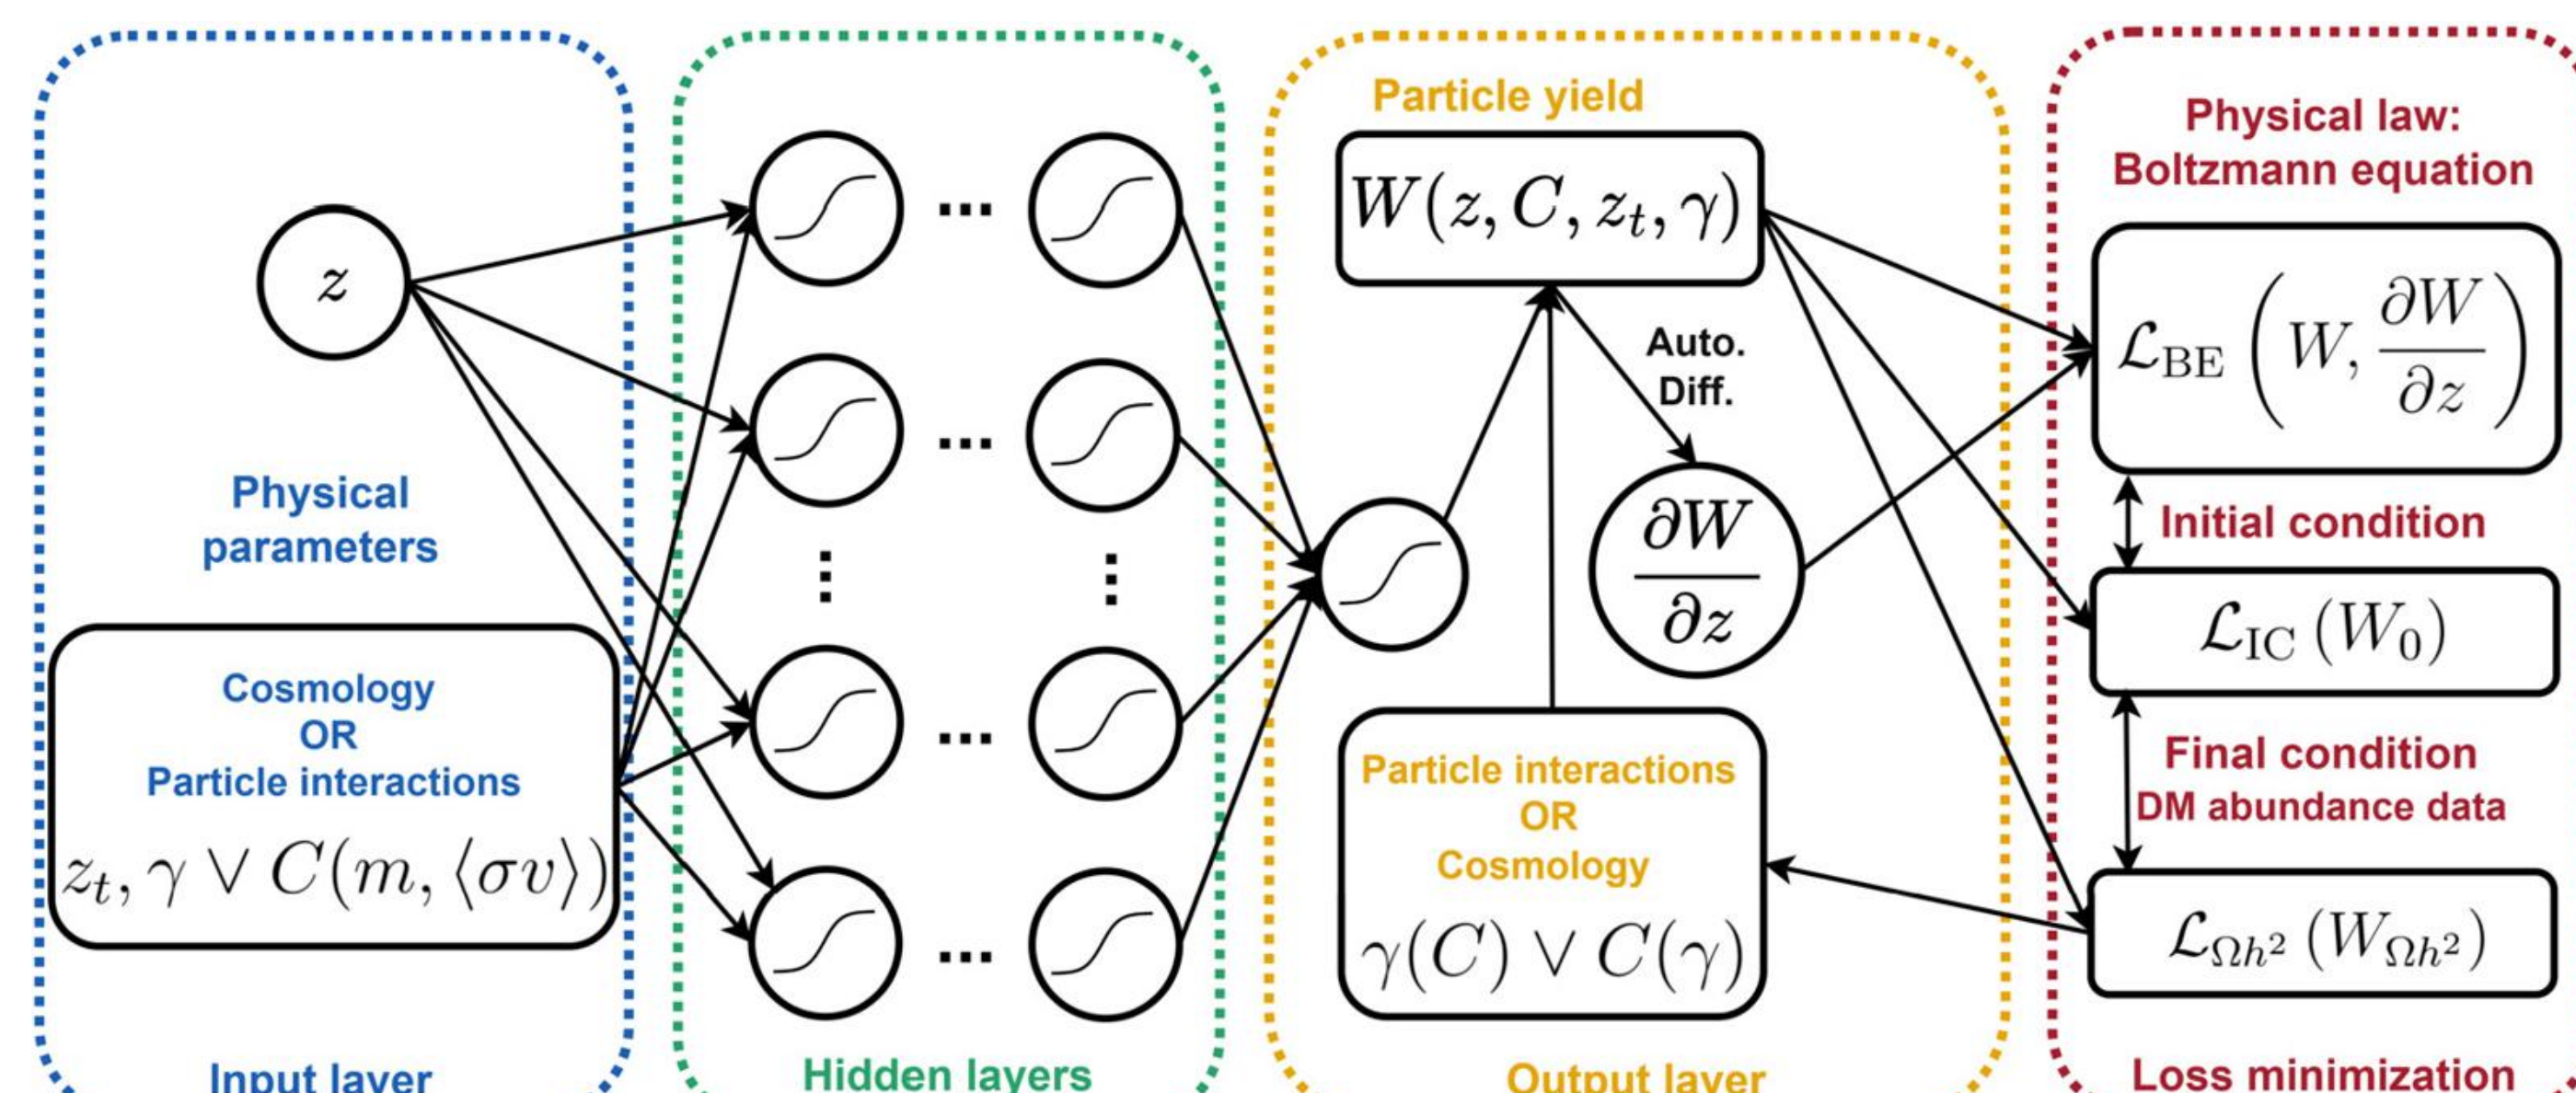 z
Physical
parameters
Cosmology
OR
Particle interactions
z_t, γ ∨ C(m, ⟨σv⟩)
Input layer
...
...
...
...
Hidden layers
Particle yield
W(z, C, z_t, γ)
Auto.
Diff.
∂W
∂z
Particle interactions
OR
Cosmology
γ(C) ∨ C(γ)
Output layer
Physical law:
Boltzmann equation
ℒ_BE (W, ∂W/∂z)
Initial condition
ℒ_IC (W_0)
Final condition
DM abundance data
ℒ_Ωh² (W_Ωh²)
Loss minimization